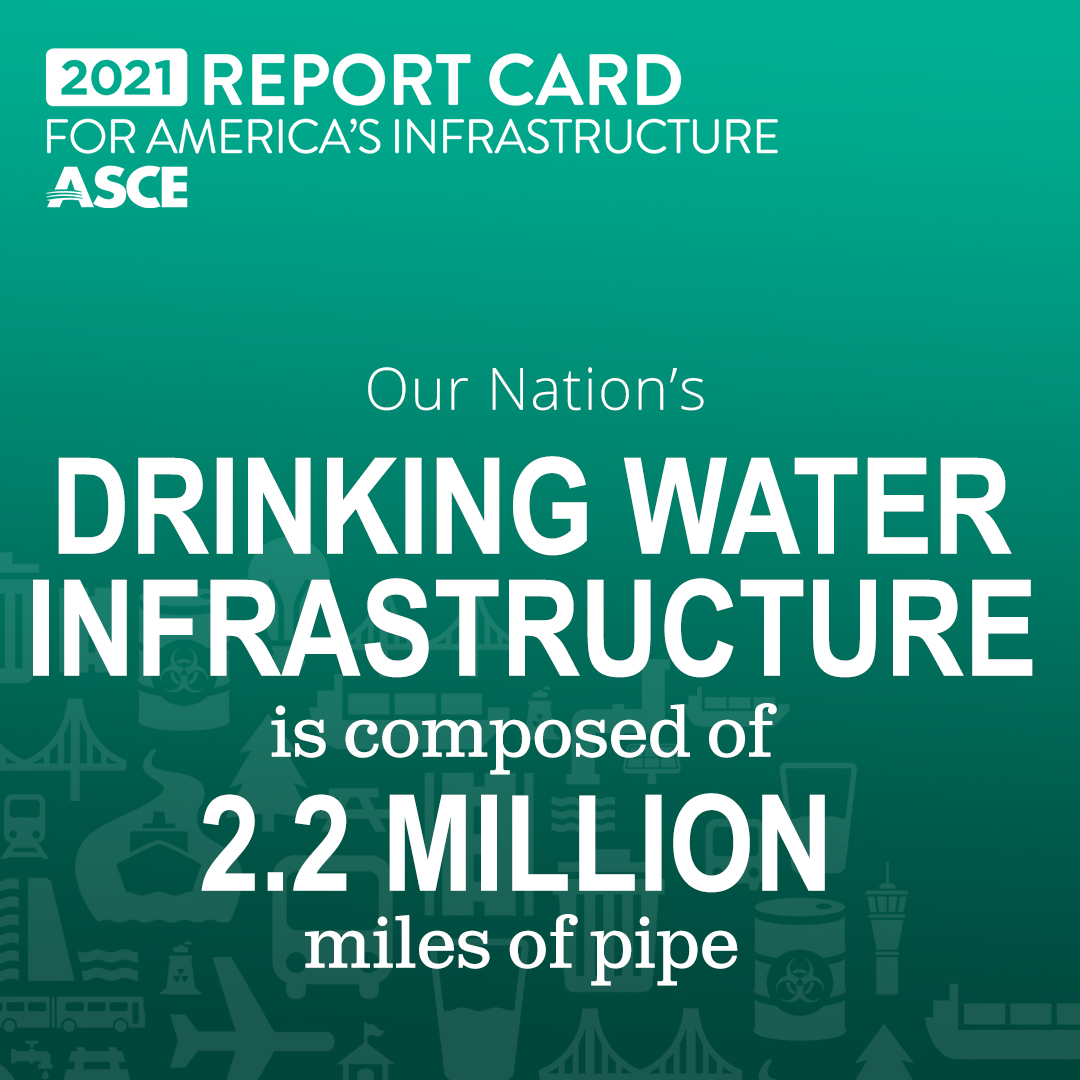 2021 REPORT CARD
FOR AMERICA'S INFRASTRUCTURE
ASCE
Our Nation's
DRINKING WATER
INFRASTRUCTURE
is composed of
2.2 MILLION
miles of pipe